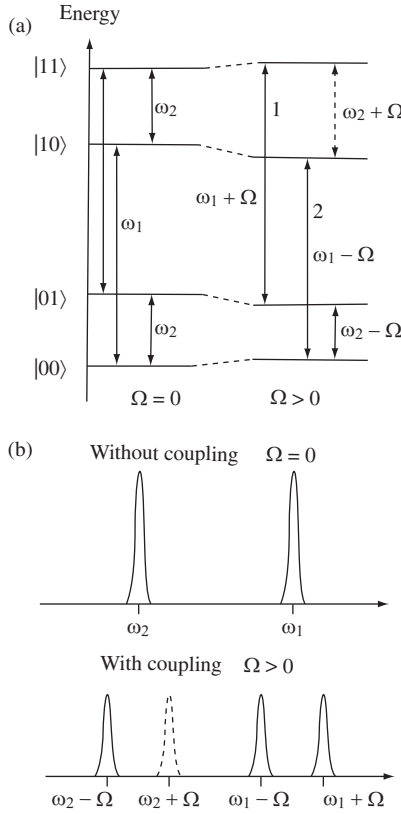 Energy
(a)
|11⟩
ω₂
1
ω₂ + Ω
|10⟩
ω₁ + Ω
2
ω₁
ω₁ − Ω
|01⟩
ω₂
ω₂ − Ω
|00⟩
Ω = 0
Ω > 0
(b)
Without coupling Ω = 0
ω₂
ω₁
With coupling Ω > 0
ω₂ − Ω
ω₂ + Ω
ω₁ − Ω
ω₁ + Ω